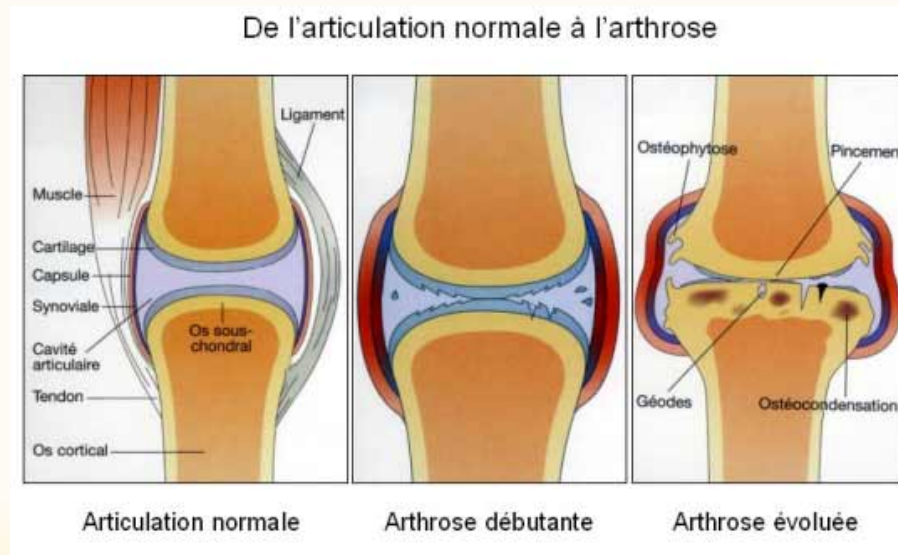 De l'articulation normale à l'arthrose
Ligament
Muscle
Cartilage
Capsule
Synoviale
Cavité
articulaire
Tendon
Os cortical
Os sous-
chondral
Ostéophytose
Pincement
Géodes
Ostéocondensation
Articulation normale
Arthrose débutante
Arthrose évoluée